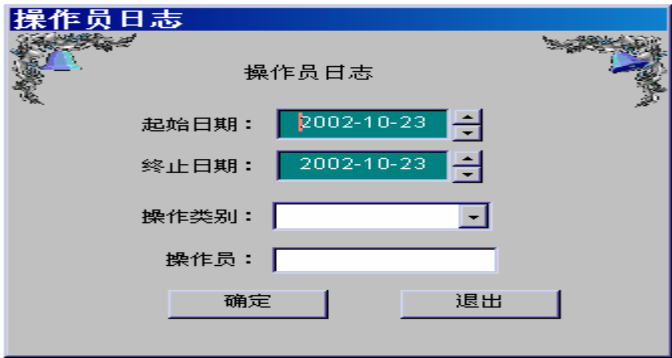 操作员日志
操作员日志
起始日期： 2002-10-23
终止日期： 2002-10-23
操作类别：
操作员：
确定 退出